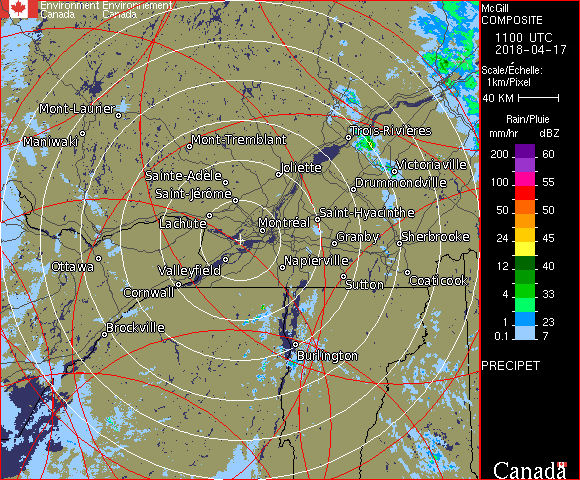 Environment Environnement
Canada Canada
McGill
COMPOSITE
1100 UTC
2018-04-17
Scale/Échelle:
1km/Pixel
40 KM
Rain/Pluie
mm/hr dBZ
200 60
150 57
100 55
50 50
24 45
12 40
4 33
1 23
0.1 7
PRECIPET
Canada
Mont-Laurier
Maniwaki
Mont-Tremblant
Trois-Rivières
Joliette
Victoriaville
Sainte-Adèle
Drummondville
Saint-Jérôme
Lachute
Montréal
Saint-Hyacinthe
Granby
Sherbrooke
Ottawa
Valleyfield
Napierville
Cornwall
Sutton
Coaticook
Brockville
Burlington